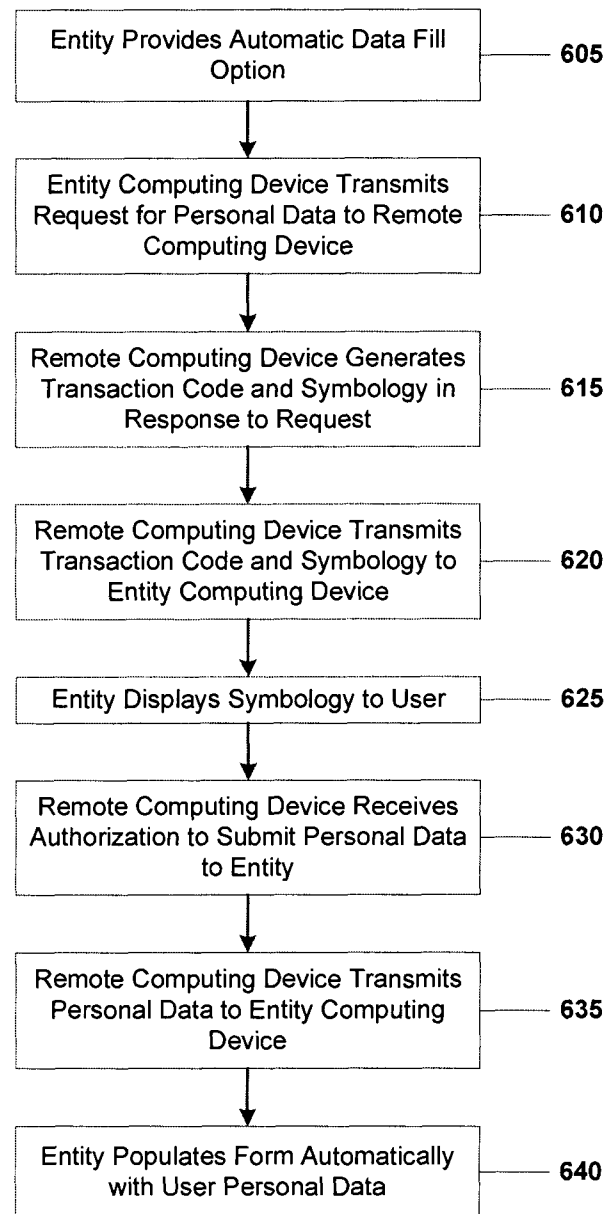 Entity Provides Automatic Data Fill
Option
605
Entity Computing Device Transmits
Request for Personal Data to Remote
Computing Device
610
Remote Computing Device Generates
Transaction Code and Symbology in
Response to Request
615
Remote Computing Device Transmits
Transaction Code and Symbology to
Entity Computing Device
620
Entity Displays Symbology to User
625
Remote Computing Device Receives
Authorization to Submit Personal Data
to Entity
630
Remote Computing Device Transmits
Personal Data to Entity Computing
Device
635
Entity Populates Form Automatically
with User Personal Data
640